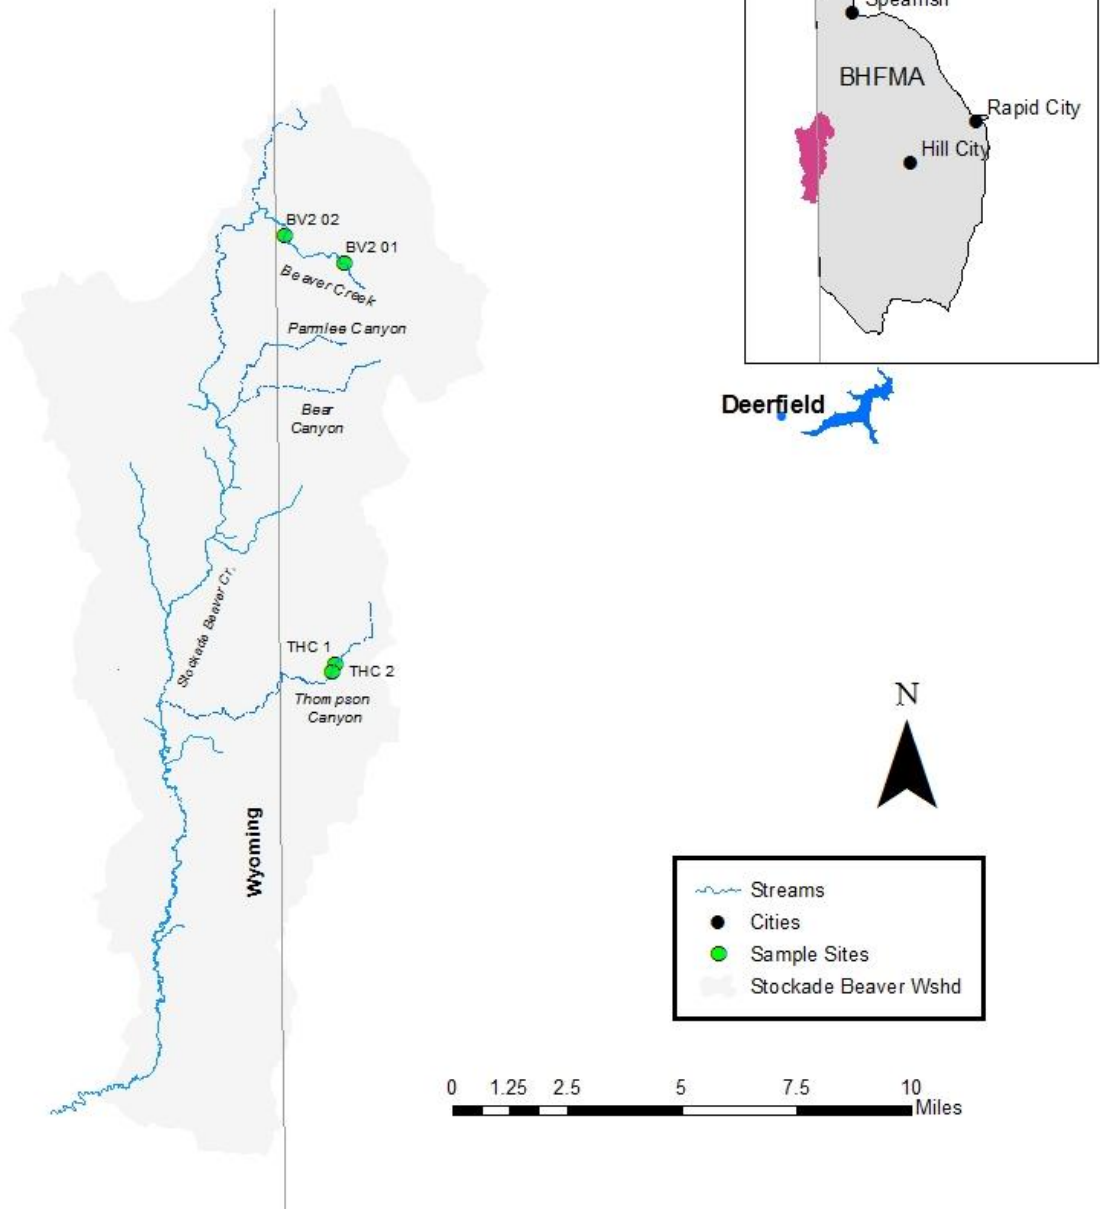 Spearfish
BHFMA
Rapid City
Hill City
BV2 02
BV2 01
Beaver Creek
Parmlee Canyon
Bear
Canyon
Deerfield
Stockade Beaver Cr.
THC 1
THC 2
Thompson
Canyon
Wyoming
N
Streams
Cities
Sample Sites
Stockade Beaver Wshd
0 1.25 2.5 5 7.5 10
Miles